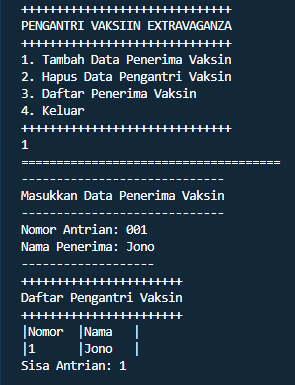 ++++++++++++++++++++++++++++++
PENGANTRI VAKSIIN EXTRAVAGANZA
++++++++++++++++++++++++++++++
1. Tambah Data Penerima Vaksin
2. Hapus Data Pengantri Vaksin
3. Daftar Penerima Vaksin
4. Keluar
++++++++++++++++++++++++++++++
1
=====================================
-----------------------------
Masukkan Data Penerima Vaksin
-----------------------------
Nomor Antrian: 001
Nama Penerima: Jono
-------------------
+++++++++++++++++++++++
Daftar Pengantri Vaksin
+++++++++++++++++++++++
|Nomor  |Nama   |
|1      |Jono   |
Sisa Antrian: 1